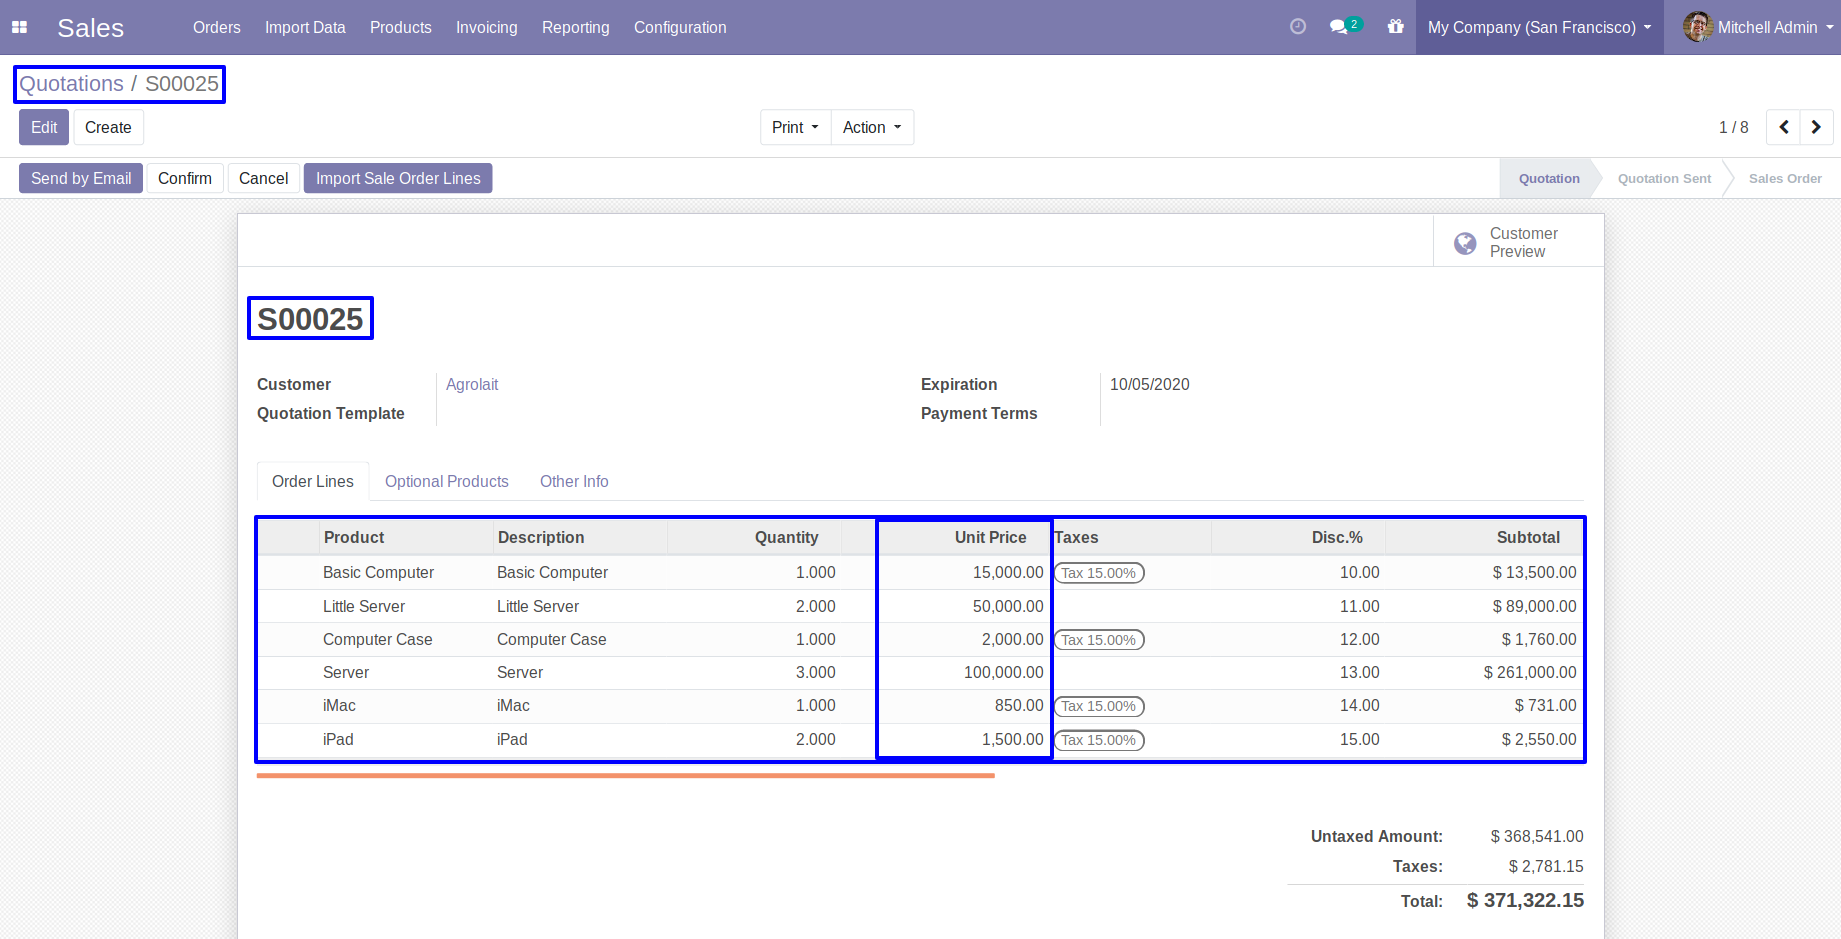 Sales Orders Import Data Products Invoicing Reporting Configuration 2 My Company (San Francisco) Mitchell Admin
Quotations / S00025
Edit Create Print Action 1 / 8
Send by Email Confirm Cancel Import Sale Order Lines Quotation Quotation Sent Sales Order
Customer
Preview
S00025
Customer Agrolait Expiration 10/05/2020
Quotation Template Payment Terms
Order Lines Optional Products Other Info
Product Description Quantity Unit Price Taxes Disc.% Subtotal
Basic Computer Basic Computer 1.000 15,000.00 Tax 15.00% 10.00 $ 13,500.00
Little Server Little Server 2.000 50,000.00 11.00 $ 89,000.00
Computer Case Computer Case 1.000 2,000.00 Tax 15.00% 12.00 $ 1,760.00
Server Server 3.000 100,000.00 13.00 $ 261,000.00
iMac iMac 1.000 850.00 Tax 15.00% 14.00 $ 731.00
iPad iPad 2.000 1,500.00 Tax 15.00% 15.00 $ 2,550.00
Untaxed Amount: $ 368,541.00
Taxes: $ 2,781.15
Total: $ 371,322.15